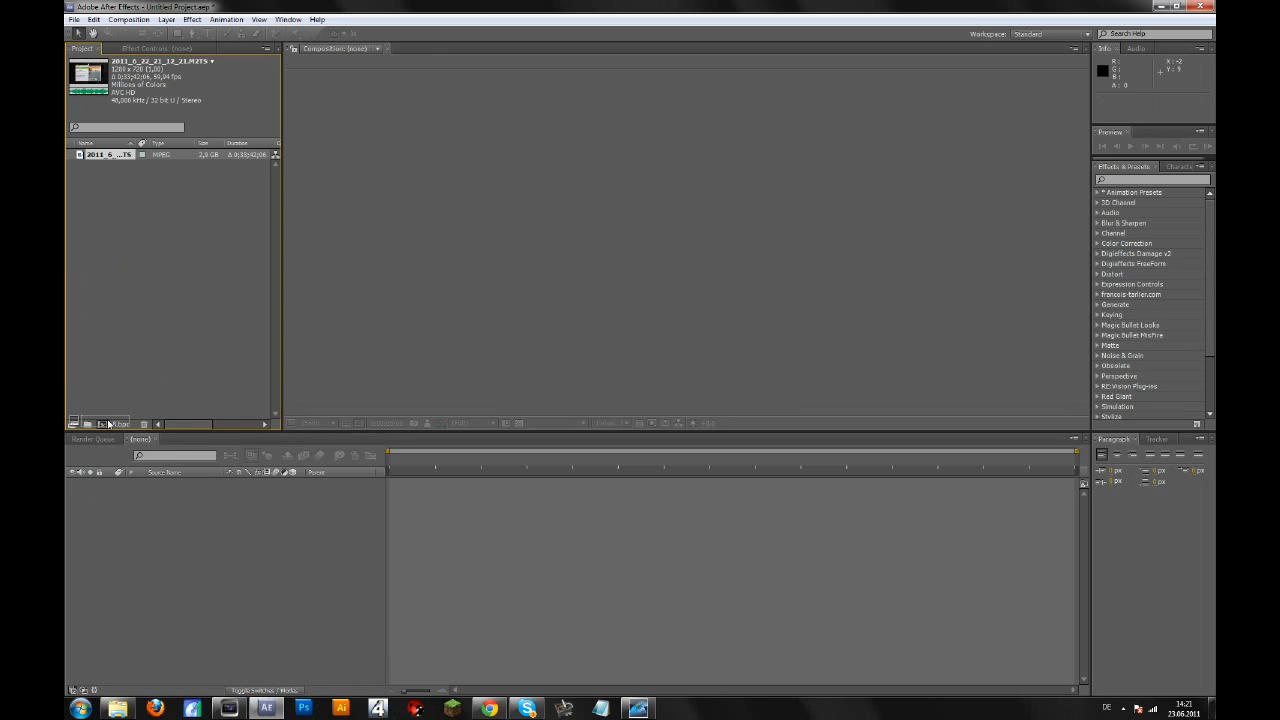 Adobe After Effects - Untitled Project.aep *
File Edit Composition Layer Effect Animation View Window Help
Workspace: Standard Search Help
Project Effect Controls: (none) Composition: (none) Info Audio
2011_6_22_21_12_21.M2TS
1280 x 720 (1,00)
Δ 0;33;42;06, 59,94 fps
Millions of Colors
AVC HD
48,000 kHz / 32 bit U / Stereo
R :
G :
B :
A : 0
X : -2
Y : 9
Name Type Size Duration
2011_6_...TS MPEG 2,0 GB Δ 0;33;42;06
Preview
Effects & Presets
* Animation Presets
3D Channel
Audio
Blur & Sharpen
Channel
Color Correction
Digieffects Damage v2
Digieffects FreeForm
Distort
Expression Controls
francois-tarlier.com
Generate
Keying
Magic Bullet Looks
Magic Bullet MisFire
Matte
Noise & Grain
Obsolete
Perspective
RE:Vision Plug-ins
Red Giant
Simulation
Stylize
Render Queue (none)
Paragraph Tracker
Source Name Parent
0 px 0 px 0 px
0 px 0 px
Toggle Switches / Modes
DE 14:21
23.06.2011